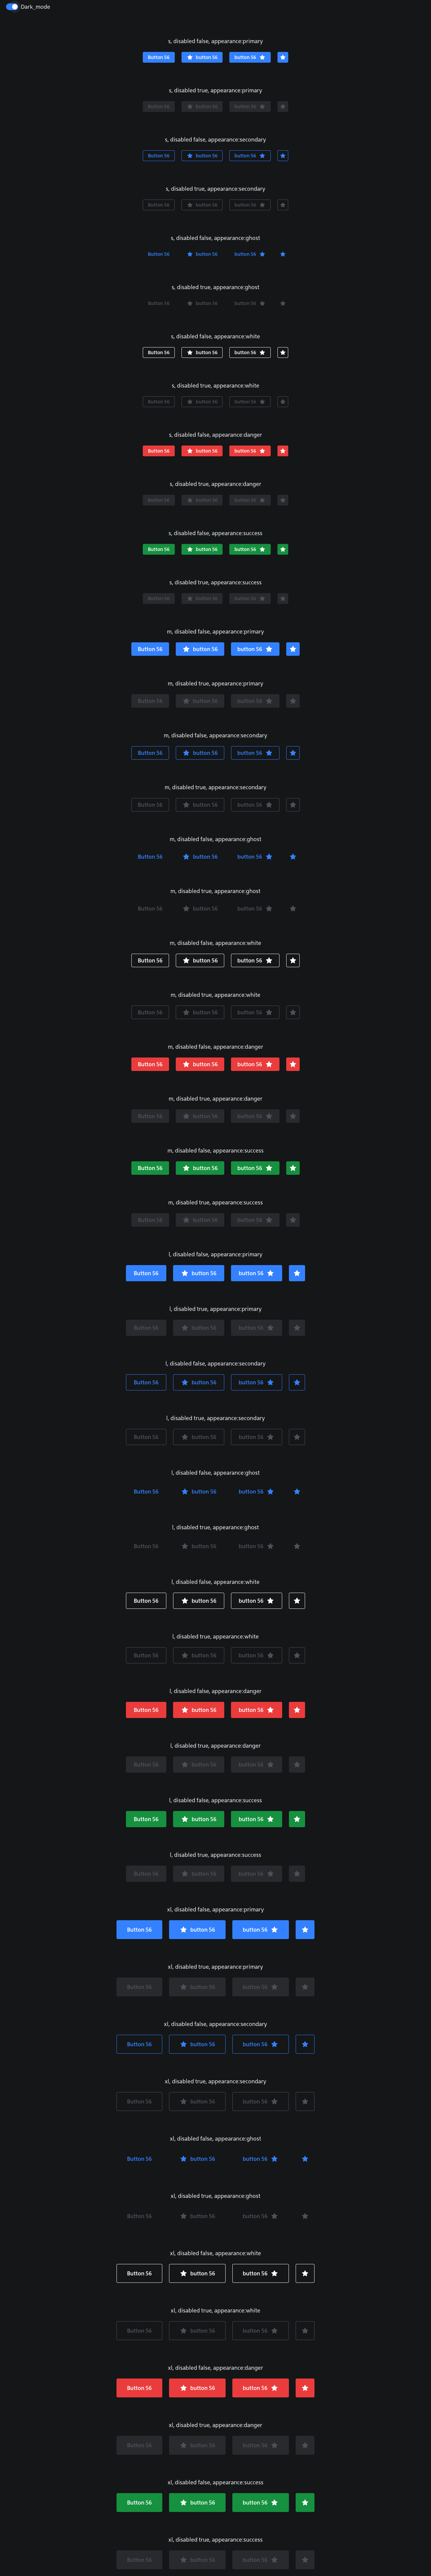 Dark_mode
s, disabled false, appearance:primary
Button 56 button 56 button 56
s, disabled true, appearance:primary
Button 56 button 56 button 56
s, disabled false, appearance:secondary
Button 56 button 56 button 56
s, disabled true, appearance:secondary
Button 56 button 56 button 56
s, disabled false, appearance:ghost
Button 56 button 56 button 56
s, disabled true, appearance:ghost
Button 56 button 56 button 56
s, disabled false, appearance:white
Button 56 button 56 button 56
s, disabled true, appearance:white
Button 56 button 56 button 56
s, disabled false, appearance:danger
Button 56 button 56 button 56
s, disabled true, appearance:danger
Button 56 button 56 button 56
s, disabled false, appearance:success
Button 56 button 56 button 56
s, disabled true, appearance:success
Button 56 button 56 button 56
m, disabled false, appearance:primary
Button 56 button 56 button 56
m, disabled true, appearance:primary
Button 56 button 56 button 56
m, disabled false, appearance:secondary
Button 56 button 56 button 56
m, disabled true, appearance:secondary
Button 56 button 56 button 56
m, disabled false, appearance:ghost
Button 56 button 56 button 56
m, disabled true, appearance:ghost
Button 56 button 56 button 56
m, disabled false, appearance:white
Button 56 button 56 button 56
m, disabled true, appearance:white
Button 56 button 56 button 56
m, disabled false, appearance:danger
Button 56 button 56 button 56
m, disabled true, appearance:danger
Button 56 button 56 button 56
m, disabled false, appearance:success
Button 56 button 56 button 56
m, disabled true, appearance:success
Button 56 button 56 button 56
l, disabled false, appearance:primary
Button 56 button 56 button 56
l, disabled true, appearance:primary
Button 56 button 56 button 56
l, disabled false, appearance:secondary
Button 56 button 56 button 56
l, disabled true, appearance:secondary
Button 56 button 56 button 56
l, disabled false, appearance:ghost
Button 56 button 56 button 56
l, disabled true, appearance:ghost
Button 56 button 56 button 56
l, disabled false, appearance:white
Button 56 button 56 button 56
l, disabled true, appearance:white
Button 56 button 56 button 56
l, disabled false, appearance:danger
Button 56 button 56 button 56
l, disabled true, appearance:danger
Button 56 button 56 button 56
l, disabled false, appearance:success
Button 56 button 56 button 56
l, disabled true, appearance:success
Button 56 button 56 button 56
xl, disabled false, appearance:primary
Button 56 button 56 button 56
xl, disabled true, appearance:primary
Button 56 button 56 button 56
xl, disabled false, appearance:secondary
Button 56 button 56 button 56
xl, disabled true, appearance:secondary
Button 56 button 56 button 56
xl, disabled false, appearance:ghost
Button 56 button 56 button 56
xl, disabled true, appearance:ghost
Button 56 button 56 button 56
xl, disabled false, appearance:white
Button 56 button 56 button 56
xl, disabled true, appearance:white
Button 56 button 56 button 56
xl, disabled false, appearance:danger
Button 56 button 56 button 56
xl, disabled true, appearance:danger
Button 56 button 56 button 56
xl, disabled false, appearance:success
Button 56 button 56 button 56
xl, disabled true, appearance:success
Button 56 button 56 button 56